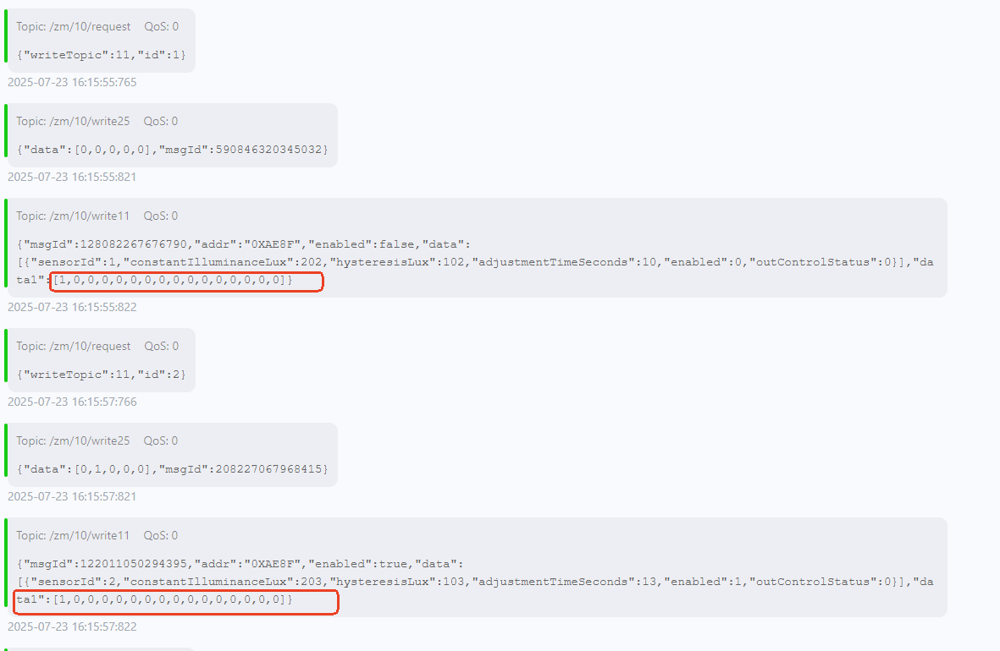 Topic: /zm/10/request QoS: 0
{"writeTopic":11,"id":1}
2025-07-23 16:15:55:765
Topic: /zm/10/write25 QoS: 0
{"data":[0,0,0,0,0],"msgId":590846320345032}
2025-07-23 16:15:55:821
Topic: /zm/10/write11 QoS: 0
{"msgId":128082267676790,"addr":"0XAE8F","enabled":false,"data":
[{"sensorId":1,"constantIlluminanceLux":202,"hysteresisLux":102,"adjustmentTimeSeconds":10,"enabled":0,"outControlStatus":0}],"da
ta1":[1,0,0,0,0,0,0,0,0,0,0,0,0,0,0,0]}
2025-07-23 16:15:55:822
Topic: /zm/10/request QoS: 0
{"writeTopic":11,"id":2}
2025-07-23 16:15:57:766
Topic: /zm/10/write25 QoS: 0
{"data":[0,1,0,0,0],"msgId":208227067968415}
2025-07-23 16:15:57:821
Topic: /zm/10/write11 QoS: 0
{"msgId":122011050294395,"addr":"0XAE8F","enabled":true,"data":
[{"sensorId":2,"constantIlluminanceLux":203,"hysteresisLux":103,"adjustmentTimeSeconds":13,"enabled":1,"outControlStatus":0}],"da
ta1":[1,0,0,0,0,0,0,0,0,0,0,0,0,0,0,0]}
2025-07-23 16:15:57:822